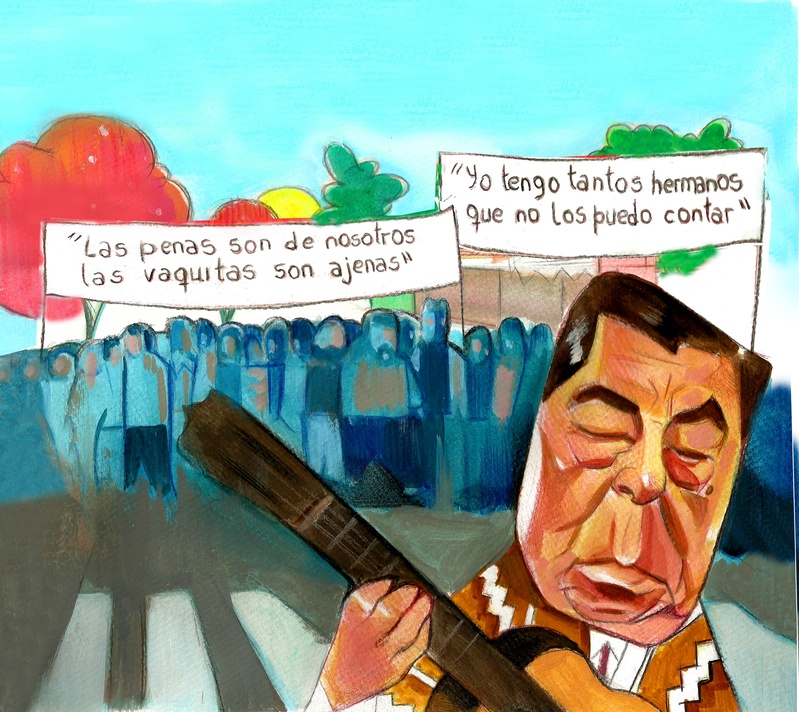 "Las penas son de nosotros
las vaquitas son ajenas"
"Yo tengo tantos hermanos
que no los puedo contar"